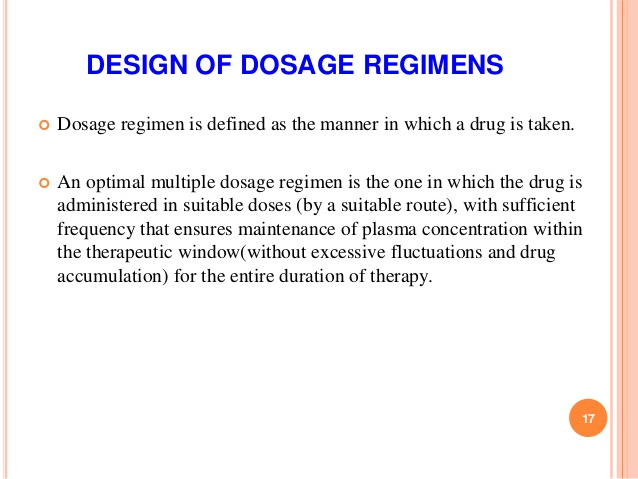 DESIGN OF DOSAGE REGIMENS
Dosage regimen is defined as the manner in which a drug is taken.
An optimal multiple dosage regimen is the one in which the drug is
administered in suitable doses (by a suitable route), with sufficient
frequency that ensures maintenance of plasma concentration within
the therapeutic window(without excessive fluctuations and drug
accumulation) for the entire duration of therapy.
17